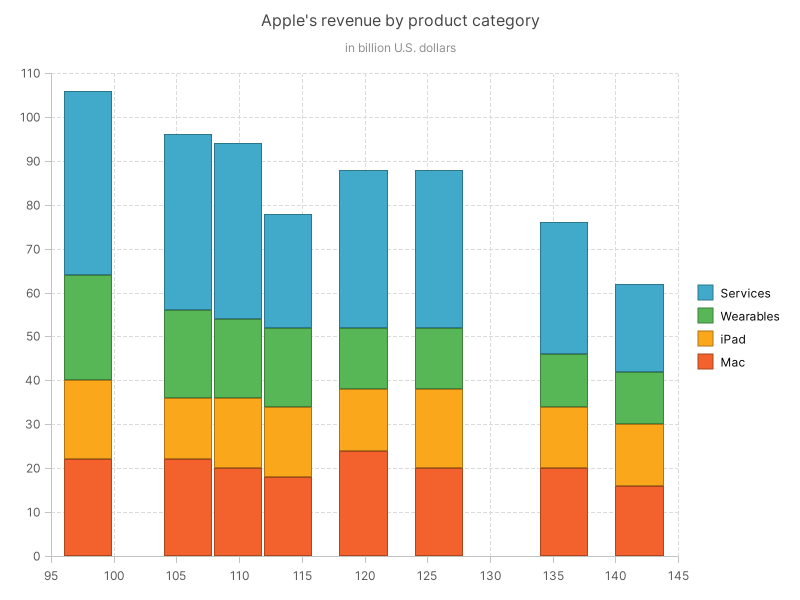 Apple's revenue by product category
in billion U.S. dollars
110
100
90
80
70
60
50
40
30
20
10
0
95 100 105 110 115 120 125 130 135 140 145
Services
Wearables
iPad
Mac